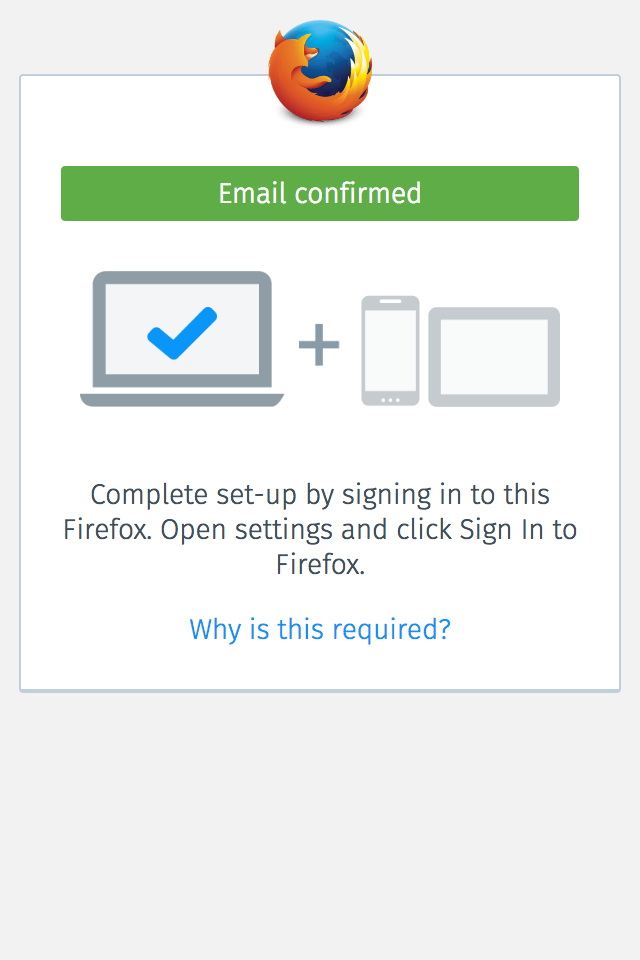 Email confirmed
Complete set-up by signing in to this
Firefox. Open settings and click Sign In to
Firefox.
Why is this required?